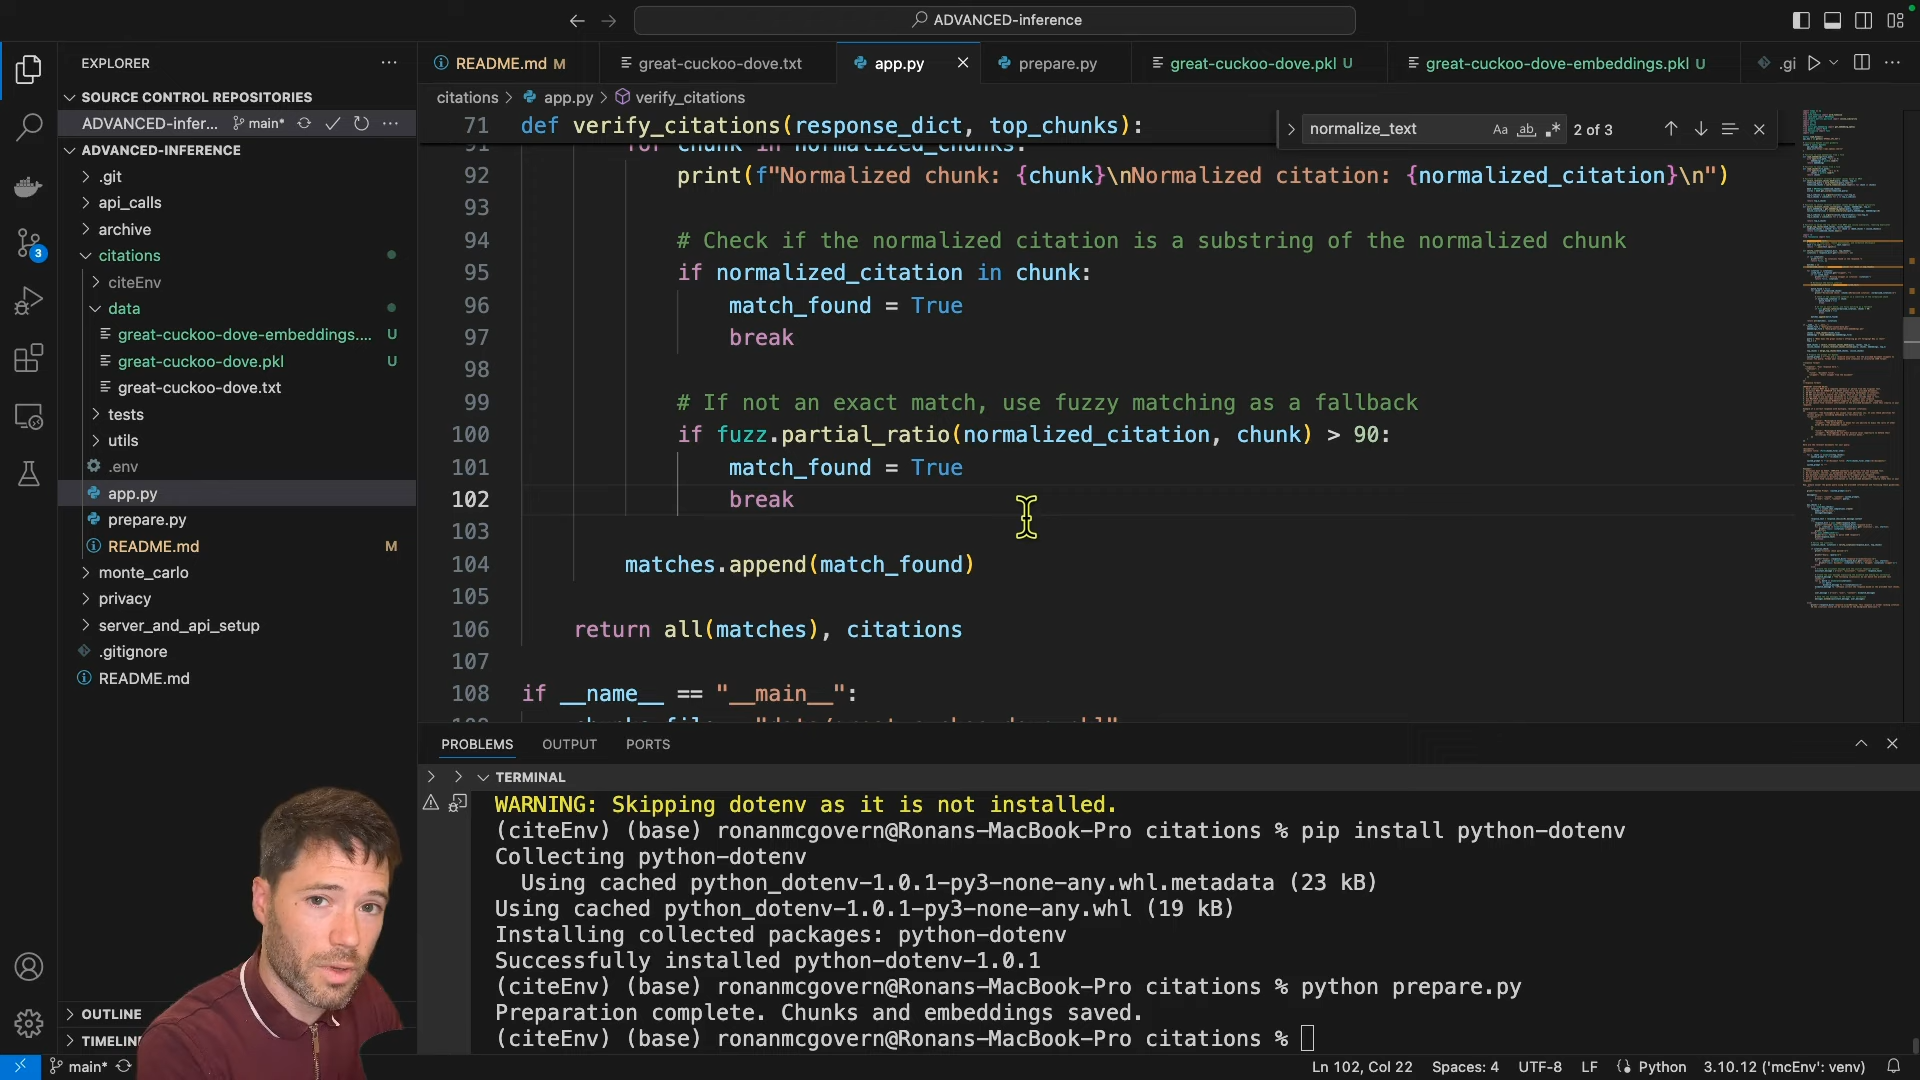 ADVANCED-inference
EXPLORER
SOURCE CONTROL REPOSITORIES
ADVANCED-infer... main*
ADVANCED-INFERENCE
.git
api_calls
archive
citations
citeEnv
data
great-cuckoo-dove-embeddings.... U
great-cuckoo-dove.pkl U
great-cuckoo-dove.txt
tests
utils
.env
app.py
prepare.py
README.md M
monte_carlo
privacy
server_and_api_setup
.gitignore
README.md
OUTLINE
3
README.md M great-cuckoo-dove.txt app.py prepare.py great-cuckoo-dove.pkl U great-cuckoo-dove-embeddings.pkl U .gi
citations > app.py > verify_citations
normalize_text Aa ab 2 of 3
71 def verify_citations(response_dict, top_chunks):
91 for chunk in normalized_chunks:
92 print(f"Normalized chunk: {chunk}\nNormalized citation: {normalized_citation}\n")
93
94 # Check if the normalized citation is a substring of the normalized chunk
95 if normalized_citation in chunk:
96 match_found = True
97 break
98
99 # If not an exact match, use fuzzy matching as a fallback
100 if fuzz.partial_ratio(normalized_citation, chunk) > 90:
101 match_found = True
102 break
103
104 matches.append(match_found)
105
106 return all(matches), citations
107
108 if __name__ == "__main__":
PROBLEMS OUTPUT PORTS
TERMINAL
WARNING: Skipping dotenv as it is not installed.
(citeEnv) (base) ronanmcgovern@Ronans-MacBook-Pro citations % pip install python-dotenv
Collecting python-dotenv
Using cached python_dotenv-1.0.1-py3-none-any.whl.metadata (23 kB)
Using cached python_dotenv-1.0.1-py3-none-any.whl (19 kB)
Installing collected packages: python-dotenv
Successfully installed python-dotenv-1.0.1
(citeEnv) (base) ronanmcgovern@Ronans-MacBook-Pro citations % python prepare.py
Preparation complete. Chunks and embeddings saved.
(citeEnv) (base) ronanmcgovern@Ronans-MacBook-Pro citations %
main* Ln 102, Col 22 Spaces: 4 UTF-8 LF Python 3.10.12 ('mcEnv': venv)